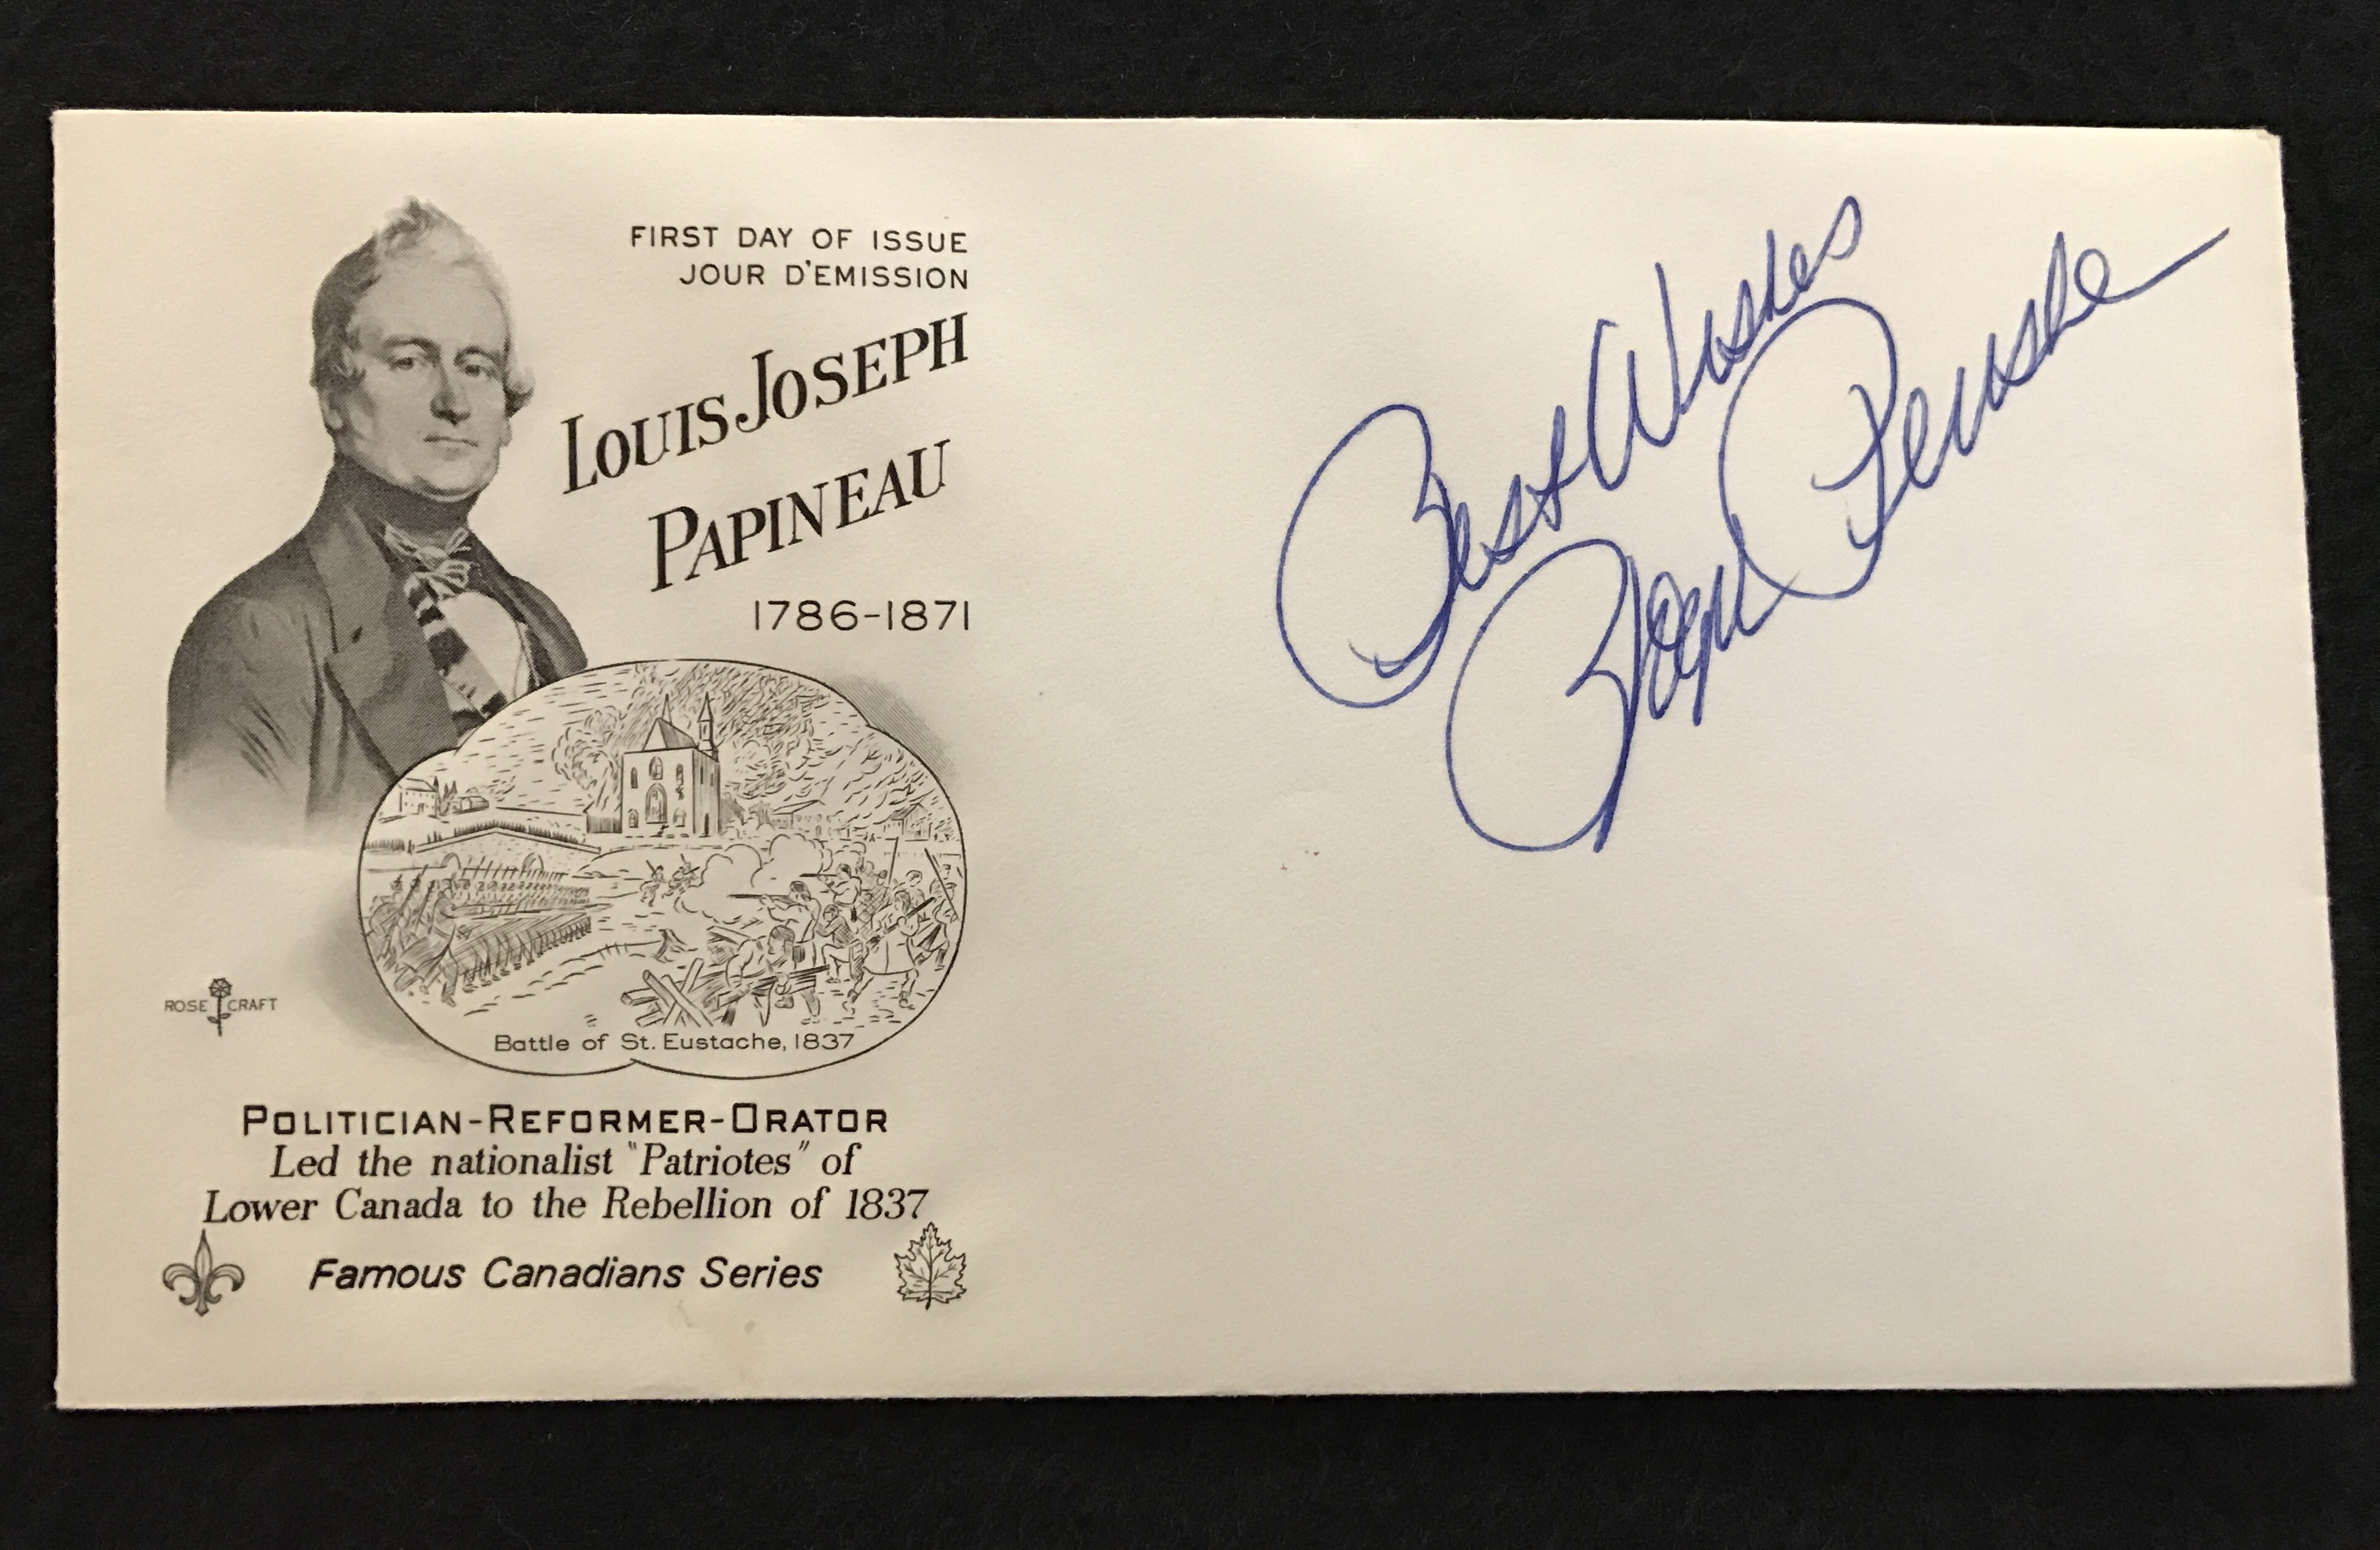 FIRST DAY OF ISSUE
JOUR D'EMISSION
LOUIS JOSEPH
PAPINEAU
1786-1871
ROSE CRAFT
Battle of St. Eustache, 1837
POLITICIAN-REFORMER-ORATOR
Led the nationalist "Patriotes" of
Lower Canada to the Rebellion of 1837
Famous Canadians Series
Best Wishes